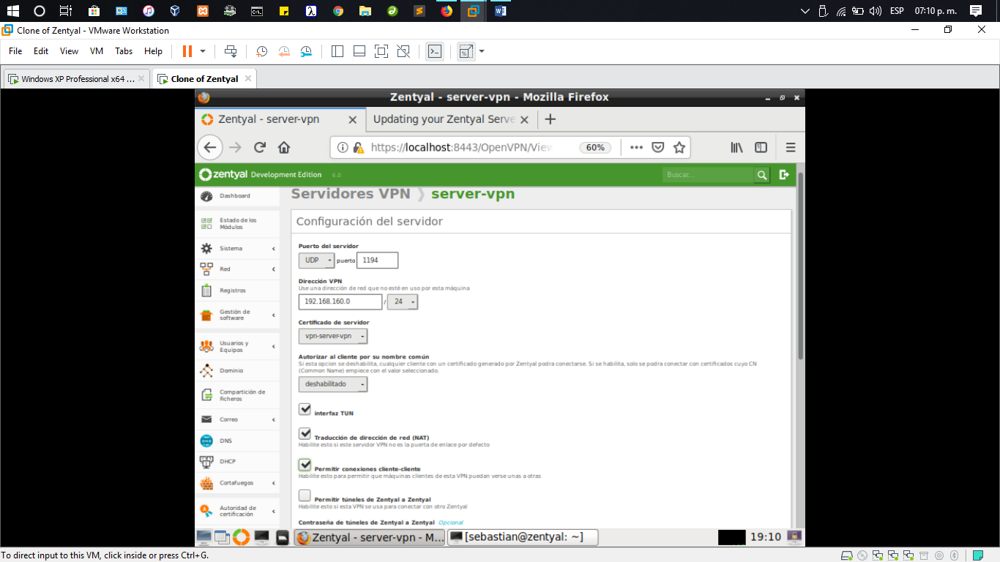 ESP 07:10 p. m.
Clone of Zentyal - VMware Workstation
File Edit View VM Tabs Help
Windows XP Professional x64 ... Clone of Zentyal
Zentyal - server-vpn - Mozilla Firefox
Zentyal - server-vpn Updating your Zentyal Serve
https://localhost:8443/OpenVPN/View 60%
zentyal Development Edition 6.0 Buscar...
Dashboard
Estado de los
Módulos
Sistema
Red
Registros
Gestión de
software
Usuarios y
Equipos
Dominio
Compartición de
ficheros
Correo
DNS
DHCP
Cortafuegos
Autoridad de
certificación
Servidores VPN server-vpn
Configuración del servidor
Puerto del servidor
UDP puerto 1194
Dirección VPN
Use una dirección de red que no esté en uso por esta máquina
192.168.160.0 / 24
Certificado de servidor
vpn-server-vpn
Autorizar al cliente por su nombre común
Si esta opcion se deshabilita, cualquier cliente con un certificado generado por Zentyal podra conectarse. Si se habilita, solo se podra conectar con certificados cuyo CN
(Common Name) empiece con el valor seleccionado.
deshabilitado
interfaz TUN
Traducción de dirección de red (NAT)
Habilite esto si este servidor VPN no es la puerta de enlace por defecto
Permitir conexiones cliente-cliente
Habilite esto para permitir que máquinas clientes de esta VPN puedan verse unas a otras
Permitir túneles de Zentyal a Zentyal
Habilite esto si esta VPN se usa para conectar con otro Zentyal
Contraseña de túneles de Zentyal a Zentyal Opcional
Zentyal - server-vpn - M... [sebastian@zentyal: ~] 19:10
To direct input to this VM, click inside or press Ctrl+G.